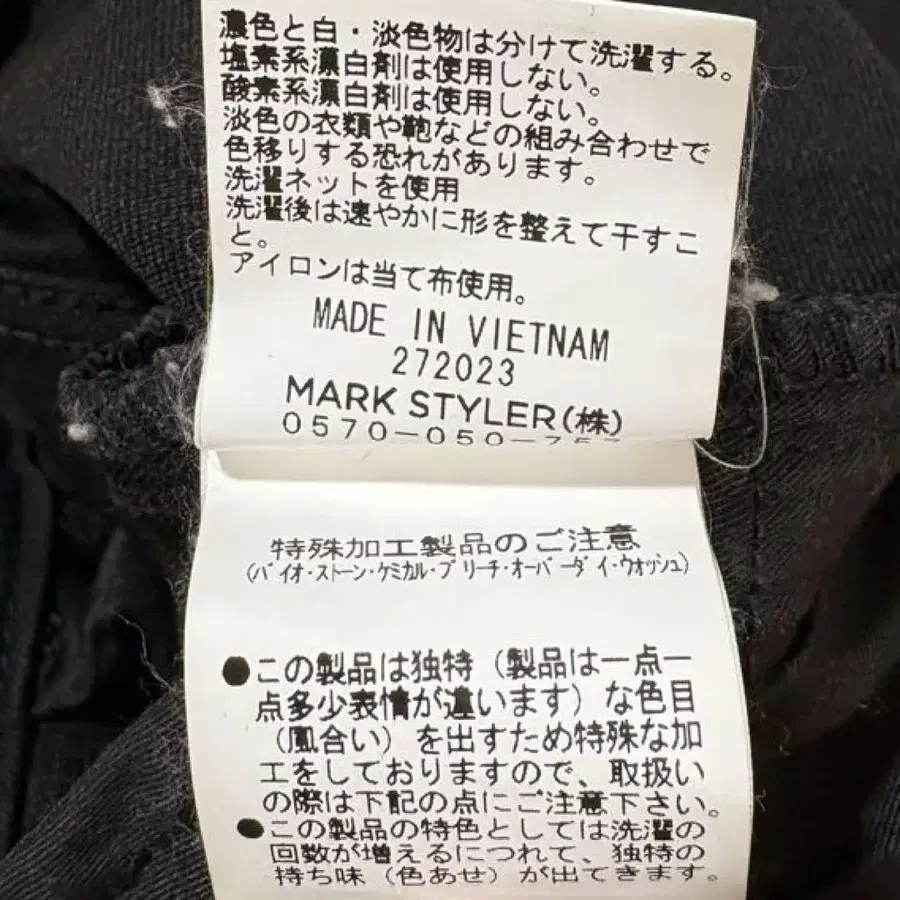 濃色と白・淡色物は分けて洗濯する。
塩素系漂白剤は使用しない。
酸素系漂白剤は使用しない。
淡色の衣類や鞄などの組み合わせで
色移りする恐れがあります。
洗濯ネットを使用
洗濯後は速やかに形を整えて干すこ
と。
アイロンは当て布使用。
MADE IN VIETNAM
272023
MARK STYLER(株)
0570-050-757
特殊加工製品のご注意
(バイオ・ストーン・ケミカル・ブリーチ・オーバーダイ・ウォッシュ)
●この製品は独特(製品は一点一
点多少表情が違います)な色目
(風合い)を出すため特殊な加
工をしておりますので、取扱い
の際は下記の点にご注意下さい。
●この製品の特色としては洗濯の
回数が増えるにつれて、独特の
持ち味(色あせ)が出てきます。